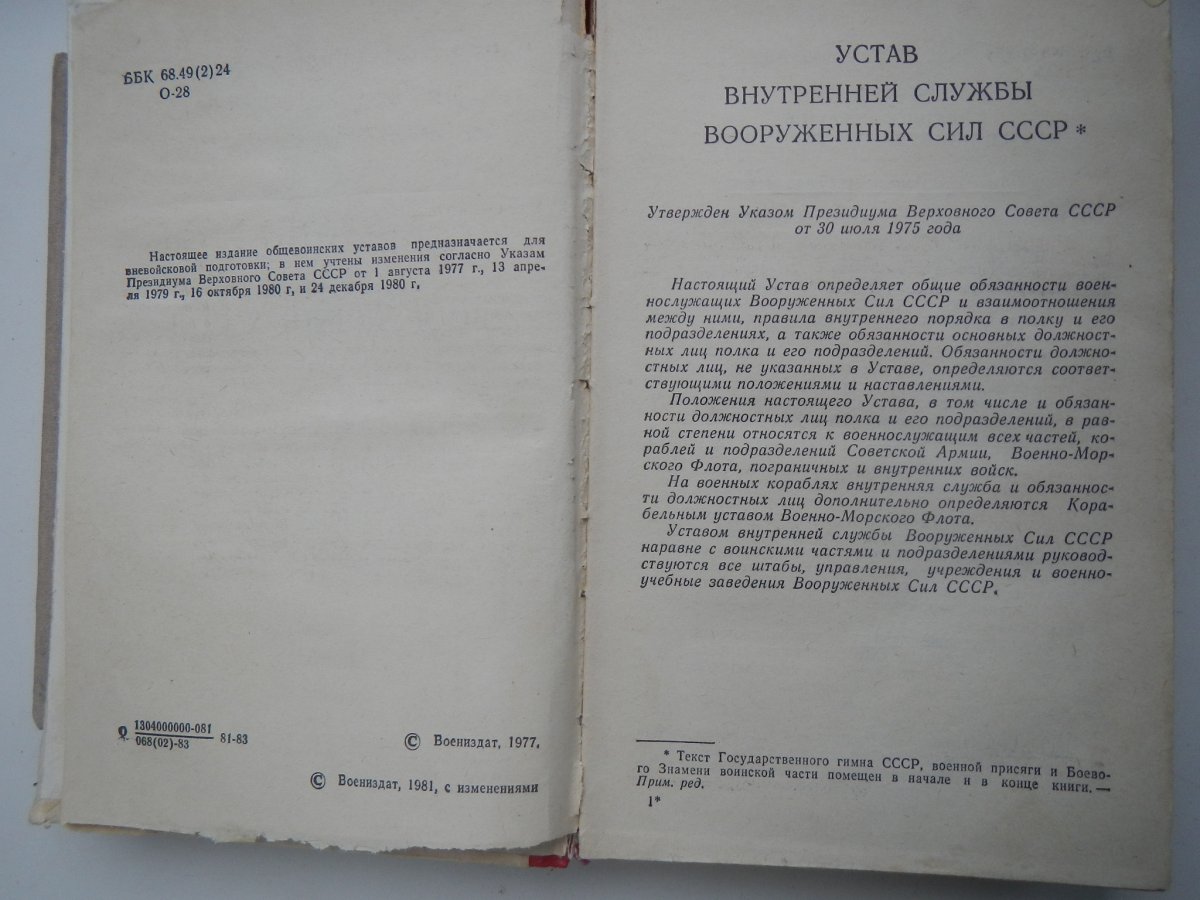 ББК 68.49(2)24
О-28
Настоящее издание общевоинских уставов предназначается для
вневойсковой подготовки; в нем учтены изменения согласно Указам
Президиума Верховного Совета СССР от 1 августа 1977 г., 13 апре-
ля 1979 г., 16 октября 1980 г, и 24 декабря 1980 г.
О 1304000000-081
068(02)-83 81-83
© Воениздат, 1977.
© Воениздат, 1981, с изменениями
УСТАВ
ВНУТРЕННЕЙ СЛУЖБЫ
ВООРУЖЕННЫХ СИЛ СССР *
Утвержден Указом Президиума Верховного Совета СССР
от 30 июля 1975 года
Настоящий Устав определяет общие обязанности воен-
нослужащих Вооруженных Сил СССР и взаимоотношения
между ними, правила внутреннего порядка в полку и его
подразделениях, а также обязанности основных должност-
ных лиц полка и его подразделений. Обязанности должно-
стных лиц, не указанных в Уставе, определяются соответ-
ствующими положениями и наставлениями.
Положения настоящего Устава, в том числе и обязан-
ности должностных лиц полка и его подразделений, в рав-
ной степени относятся к военнослужащим всех частей, ко-
раблей и подразделений Советской Армии, Военно-Мор-
ского Флота, пограничных и внутренних войск.
На военных кораблях внутренняя служба и обязаннос-
ти должностных лиц дополнительно определяются Кора-
бельным уставом Военно-Морского Флота.
Уставом внутренней службы Вооруженных Сил СССР
наравне с воинскими частями и подразделениями руковод-
ствуются все штабы, управления, учреждения и военно-
учебные заведения Вооруженных Сил СССР.
* Текст Государственного гимна СССР, военной присяги и Боево-
го Знамени воинской части помещен в начале н в конце книги.—
Прим. ред.
1*